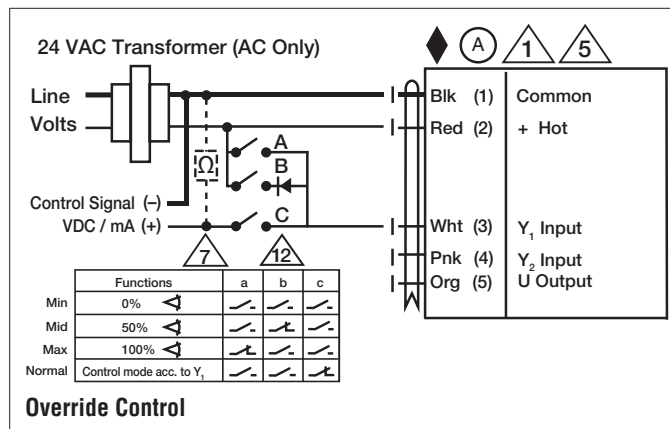 24 VAC Transformer (AC Only)
A 1 5
Line
Volts
Blk (1) Common
Red (2) + Hot
A
B
C
Ω
Control Signal (–)
VDC / mA (+)
Wht (3) Y₁ Input
Pnk (4) Y₂ Input
Org (5) U Output
7 12
Functions a b c
Min 0%
Mid 50%
Max 100%
Normal Control mode acc. to Y₁
Override Control